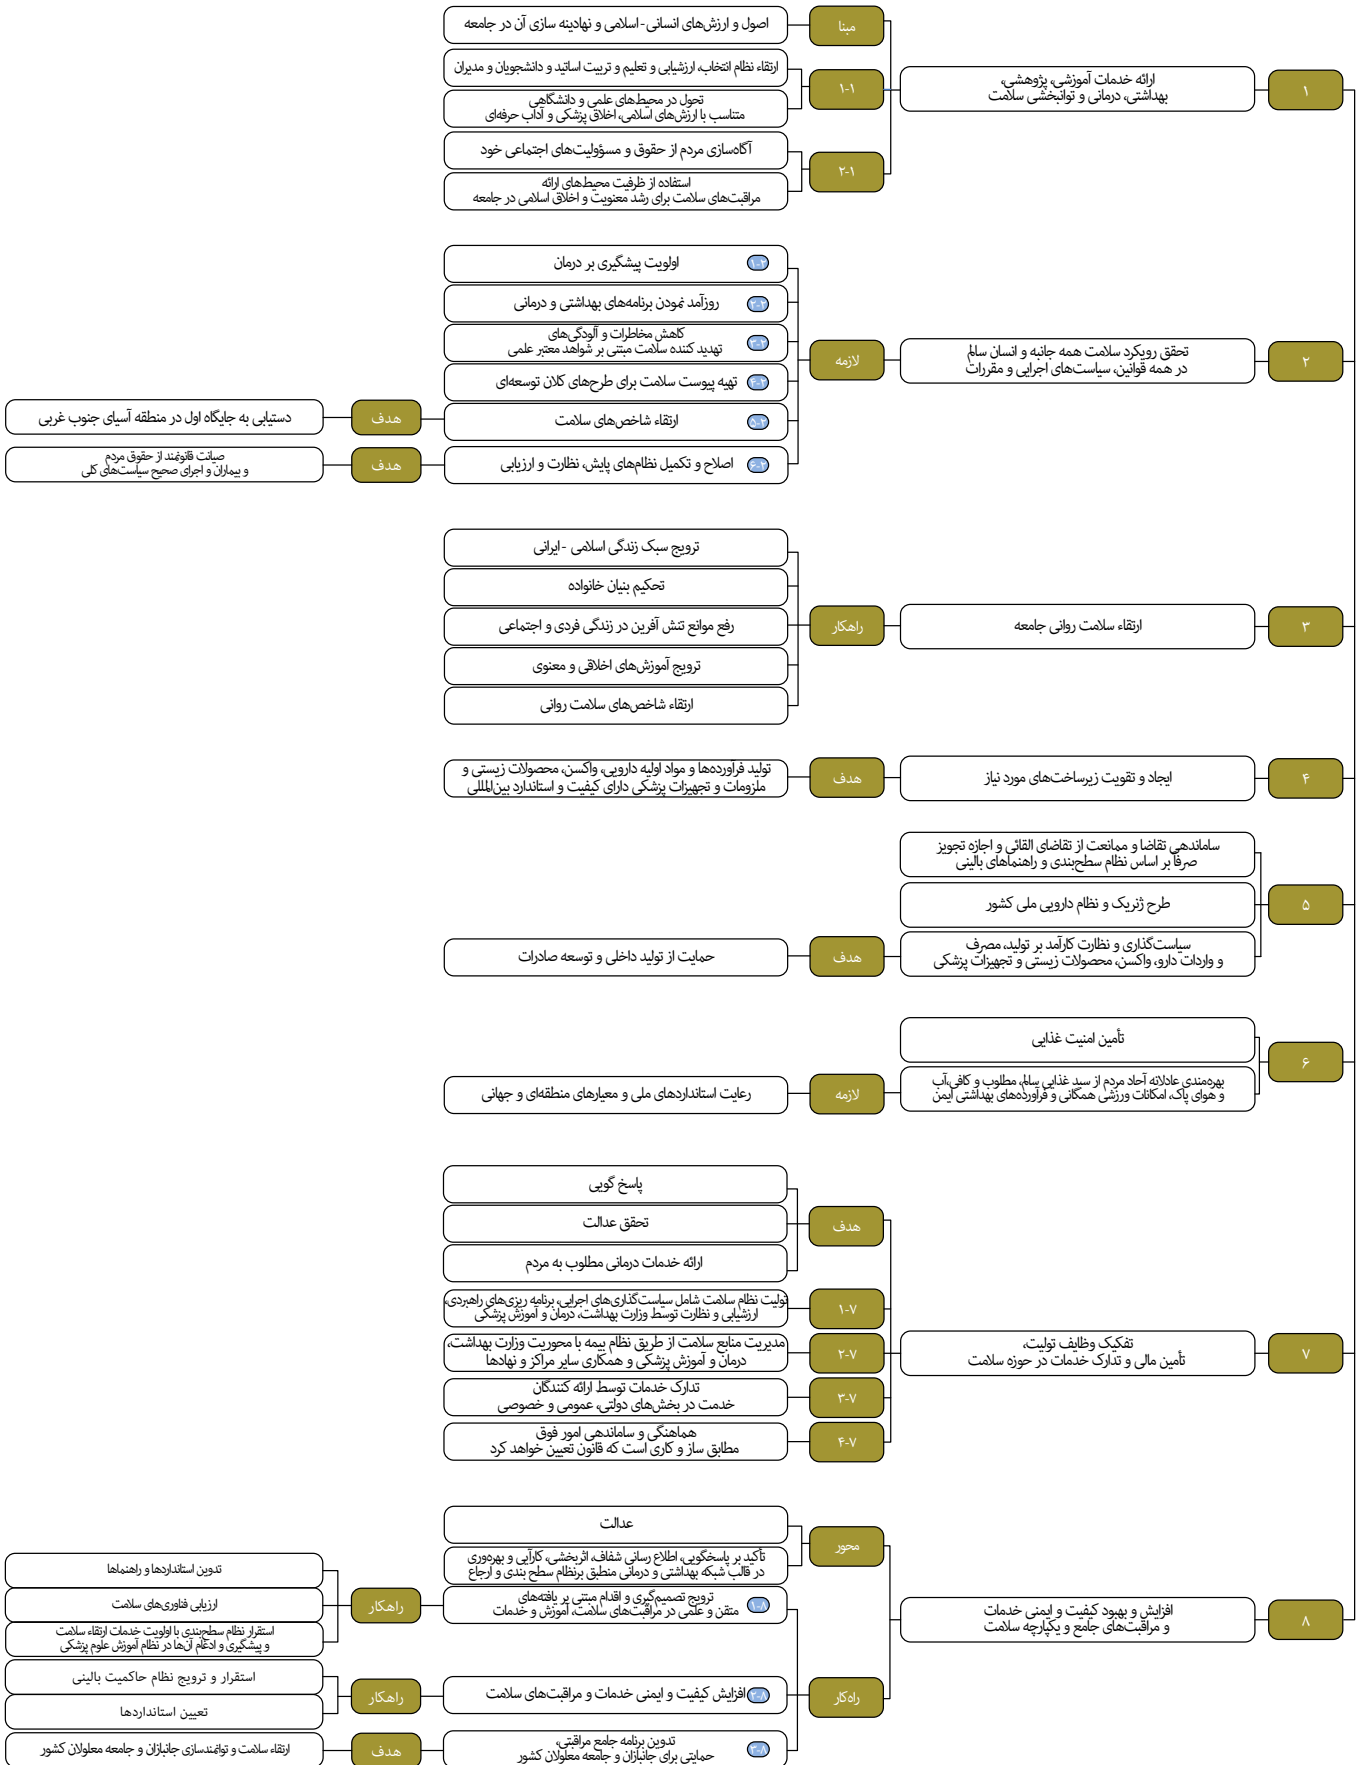 ۱
ارائه خدمات آموزشی، پژوهشی،
بهداشتی، درمانی و توانبخشی سلامت
مبنا
اصول و ارزش‌های انسانی-اسلامی و نهادینه سازی آن در جامعه
۱-۱
ارتقاء نظام انتخاب، ارزشیابی و تعلیم و تربیت اساتید و دانشجویان و مدیران
تحول در محیط‌های علمی و دانشگاهی
متناسب با ارزش‌های اسلامی، اخلاق پزشکی و آداب حرفه‌ای
۲-۱
آگاه‌سازی مردم از حقوق و مسؤولیت‌های اجتماعی خود
استفاده از ظرفیت محیط‌های ارائه
مراقبت‌های سلامت برای رشد معنویت و اخلاق اسلامی در جامعه
۲
تحقق رویکرد سلامت همه جانبه و انسان سالم
در همه قوانین، سیاست‌های اجرایی و مقررات
لازمه
۱-۲ اولویت پیشگیری بر درمان
۲-۲ روزآمد نمودن برنامه‌های بهداشتی و درمانی
۳-۲ کاهش مخاطرات و آلودگی‌های
تهدید کننده سلامت مبتنی بر شواهد معتبر علمی
۴-۲ تهیه پیوست سلامت برای طرح‌های کلان توسعه‌ای
۵-۲ ارتقاء شاخص‌های سلامت
هدف
دستیابی به جایگاه اول در منطقه آسیای جنوب غربی
۶-۲ اصلاح و تکمیل نظام‌های پایش، نظارت و ارزیابی
هدف
صیانت قانونمند از حقوق مردم
و بیماران و اجرای صحیح سیاست‌های کلی
۳
ارتقاء سلامت روانی جامعه
راهکار
ترویج سبک زندگی اسلامی - ایرانی
تحکیم بنیان خانواده
رفع موانع تنش آفرین در زندگی فردی و اجتماعی
ترویج آموزش‌های اخلاقی و معنوی
ارتقاء شاخص‌های سلامت روانی
۴
ایجاد و تقویت زیرساخت‌های مورد نیاز
هدف
تولید فرآورده‌ها و مواد اولیه دارویی، واکسن، محصولات زیستی و
ملزومات و تجهیزات پزشکی دارای کیفیت و استاندارد بین‌المللی
۵
ساماندهی تقاضا و ممانعت از تقاضای القائی و اجازه تجویز
صرفاً بر اساس نظام سطح‌بندی و راهنماهای بالینی
طرح ژنریک و نظام دارویی ملی کشور
سیاست‌گذاری و نظارت کارآمد بر تولید، مصرف
و واردات دارو، واکسن، محصولات زیستی و تجهیزات پزشکی
هدف
حمایت از تولید داخلی و توسعه صادرات
۶
تأمین امنیت غذایی
بهره‌مندی عادلانه آحاد مردم از سبد غذایی سالم، مطلوب و کافی، آب
و هوای پاک، امکانات ورزشی همگانی و فرآورده‌های بهداشتی ایمن
لازمه
رعایت استانداردهای ملی و معیارهای منطقه‌ای و جهانی
۷
تفکیک وظایف تولیت،
تأمین مالی و تدارک خدمات در حوزه سلامت
هدف
پاسخ گویی
تحقق عدالت
ارائه خدمات درمانی مطلوب به مردم
۱-۷
تولیت نظام سلامت شامل سیاست‌گذاری‌های اجرایی، برنامه ریزی‌های راهبردی،
ارزشیابی و نظارت توسط وزارت بهداشت، درمان و آموزش پزشکی
۲-۷
مدیریت منابع سلامت از طریق نظام بیمه با محوریت وزارت بهداشت،
درمان و آموزش پزشکی و همکاری سایر مراکز و نهادها
۳-۷
تدارک خدمات توسط ارائه کنندگان
خدمت در بخش‌های دولتی، عمومی و خصوصی
۴-۷
هماهنگی و ساماندهی امور فوق
مطابق ساز و کاری است که قانون تعیین خواهد کرد
۸
افزایش و بهبود کیفیت و ایمنی خدمات
و مراقبت‌های جامع و یکپارچه سلامت
محور
عدالت
تأکید بر پاسخگویی، اطلاع رسانی شفاف، اثربخشی، کارآیی و بهره‌وری
در قالب شبکه بهداشتی و درمانی منطبق برنظام سطح بندی و ارجاع
راه‌کار
۱-۸ ترویج تصمیم‌گیری و اقدام مبتنی بر یافته‌های
متقن و علمی در مراقبت‌های سلامت، آموزش و خدمات
راهکار
تدوین استانداردها و راهنماها
ارزیابی فناوری‌های سلامت
استقرار نظام سطح‌بندی با اولویت خدمات ارتقاء سلامت
و پیشگیری و ادغام آن‌ها در نظام آموزش علوم پزشکی
۲-۸ افزایش کیفیت و ایمنی خدمات و مراقبت‌های سلامت
راهکار
استقرار و ترویج نظام حاکمیت بالینی
تعیین استانداردها
۳-۸ تدوین برنامه جامع مراقبتی،
حمایتی برای جانبازان و جامعه معلولان کشور
هدف
ارتقاء سلامت و توانمندسازی جانبازان و جامعه معلولان کشور